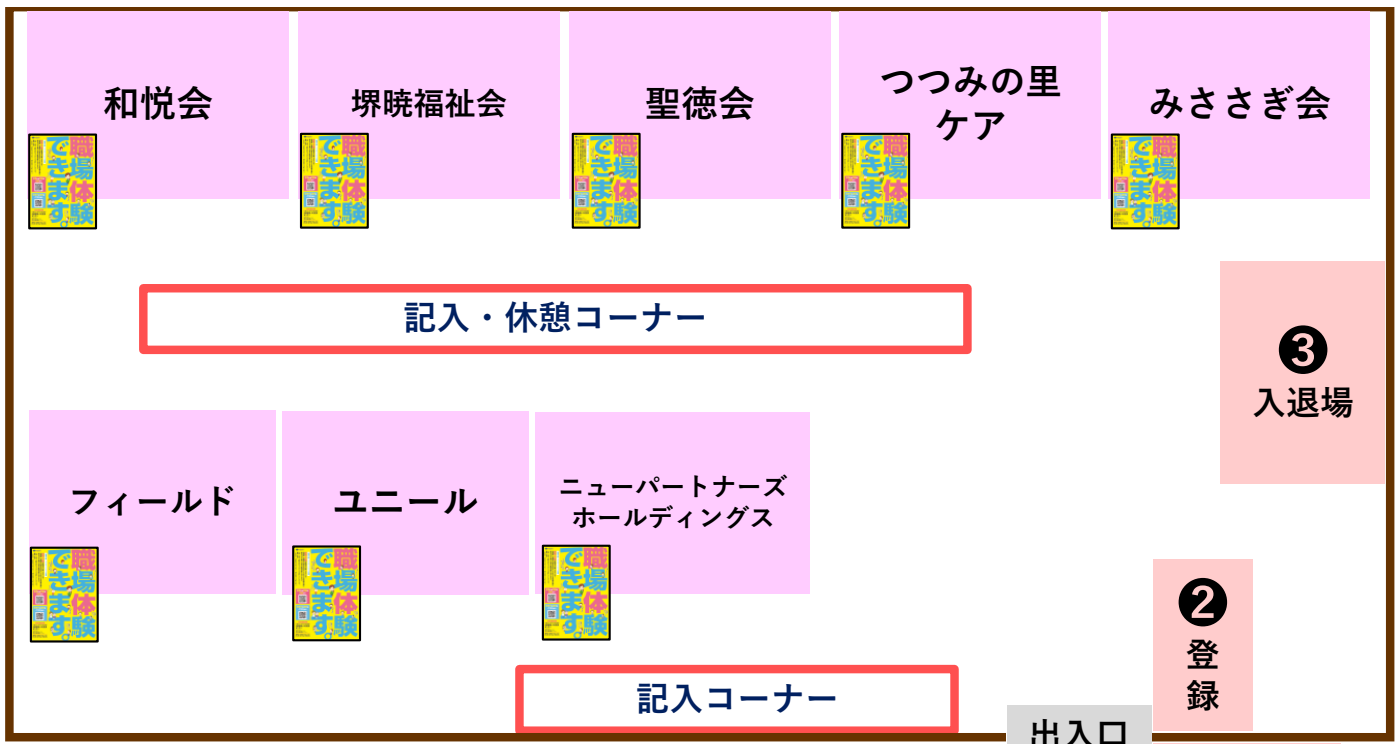 和悦会
堺暁福祉会
聖徳会
つつみの里
ケア
みささぎ会
職場体験
できます。
職場体験
できます。
職場体験
できます。
職場体験
できます。
職場体験
できます。
記入・休憩コーナー
❸
入退場
フィールド
ユニール
ニューパートナーズ
ホールディングス
職場体験
できます。
職場体験
できます。
職場体験
できます。
❷
登
録
記入コーナー
出入口